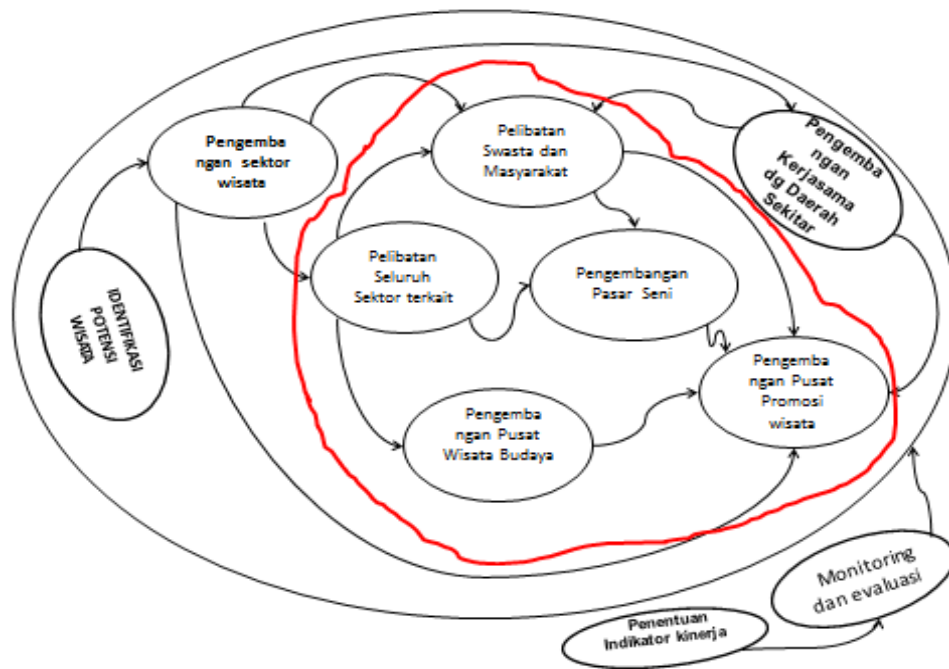 Pengemba
ngan sektor
wisata
Pelibatan
Swasta dan
Masyarakat
Pengemba
ngan
Kerjasama
dg Daerah
Sekitar
IDENTIFIKASI
POTENSI
WISATA
Pelibatan
Seluruh
Sektor terkait
Pengembangan
Pasar Seni
Pengemba
ngan Pusat
Promosi
wisata
Pengemba
ngan Pusat
Wisata Budaya
Monitoring
dan evaluasi
Penentuan
Indikator kinerja